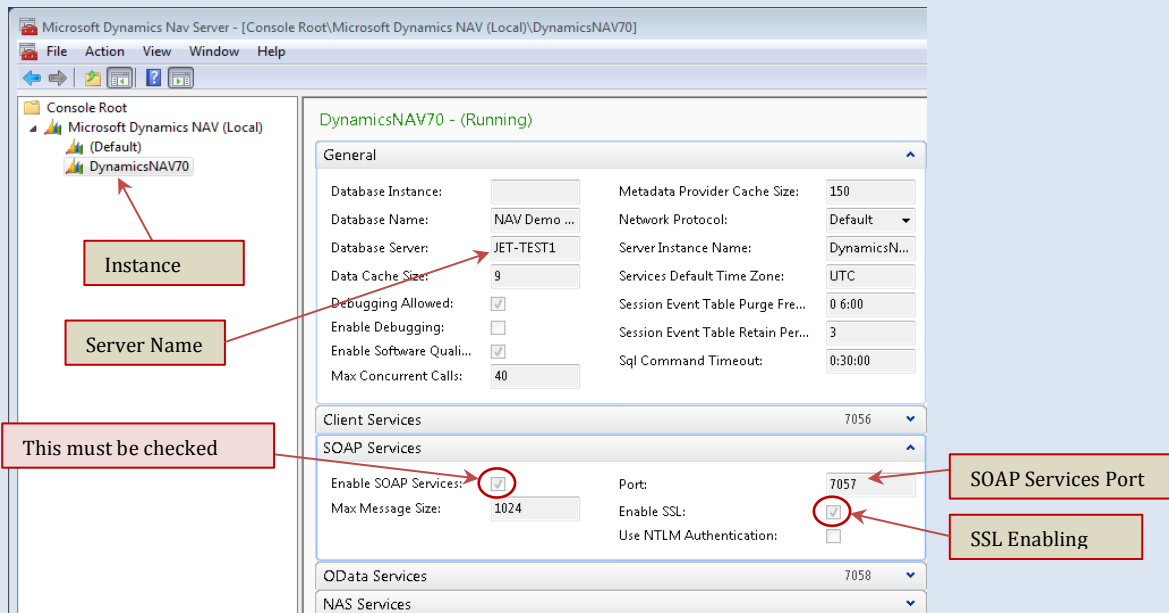 Microsoft Dynamics Nav Server - [Console Root\Microsoft Dynamics NAV (Local)\DynamicsNAV70]
File Action View Window Help
Console Root
Microsoft Dynamics NAV (Local)
(Default)
DynamicsNAV70
Instance
Server Name
This must be checked
DynamicsNAV70 - (Running)
General
Database Instance:
Metadata Provider Cache Size: 150
Database Name: NAV Demo ...
Network Protocol: Default
Database Server: JET-TEST1
Server Instance Name: DynamicsN...
Data Cache Size: 9
Services Default Time Zone: UTC
Debugging Allowed:
Session Event Table Purge Fre... 0 6:00
Enable Debugging:
Session Event Table Retain Per... 3
Enable Software Quali...
Sql Command Timeout: 0:30:00
Max Concurrent Calls: 40
Client Services 7056
SOAP Services
Enable SOAP Services:
Port: 7057
Max Message Size: 1024
Enable SSL:
Use NTLM Authentication:
SOAP Services Port
SSL Enabling
OData Services 7058
NAS Services